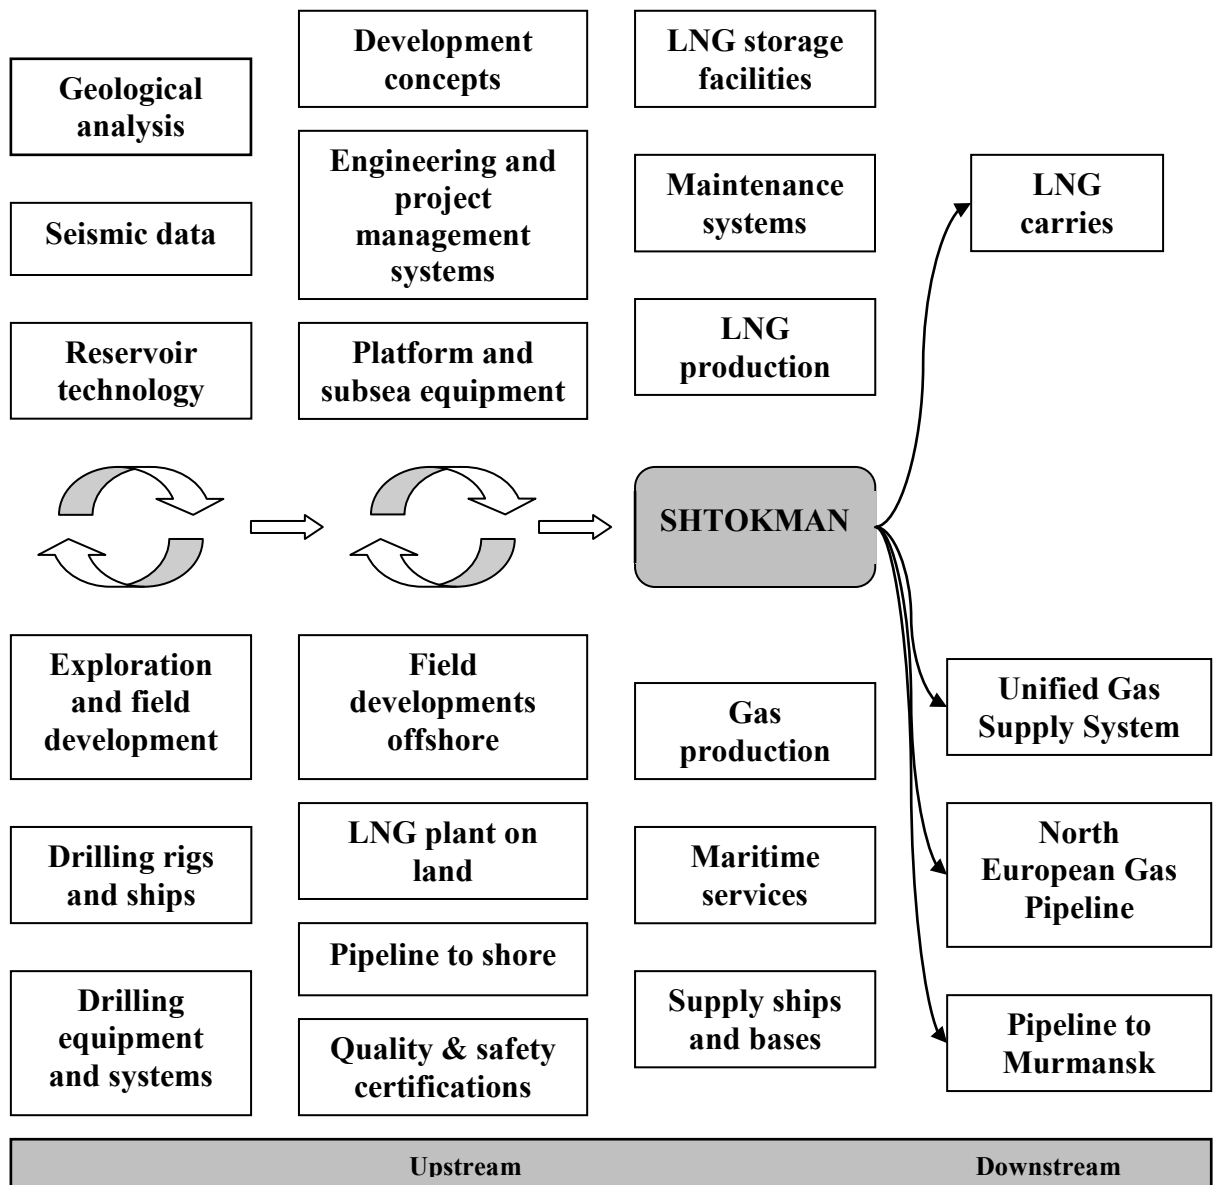 Geological
analysis
Seismic data
Reservoir
technology
Exploration
and field
development
Drilling rigs
and ships
Drilling
equipment
and systems
Development
concepts
Engineering and
project
management
systems
Platform and
subsea equipment
Field
developments
offshore
LNG plant on
land
Pipeline to shore
Quality & safety
certifications
LNG storage
facilities
Maintenance
systems
LNG
production
SHTOKMAN
Gas
production
Maritime
services
Supply ships
and bases
LNG
carries
Unified Gas
Supply System
North
European Gas
Pipeline
Pipeline to
Murmansk
Upstream
Downstream